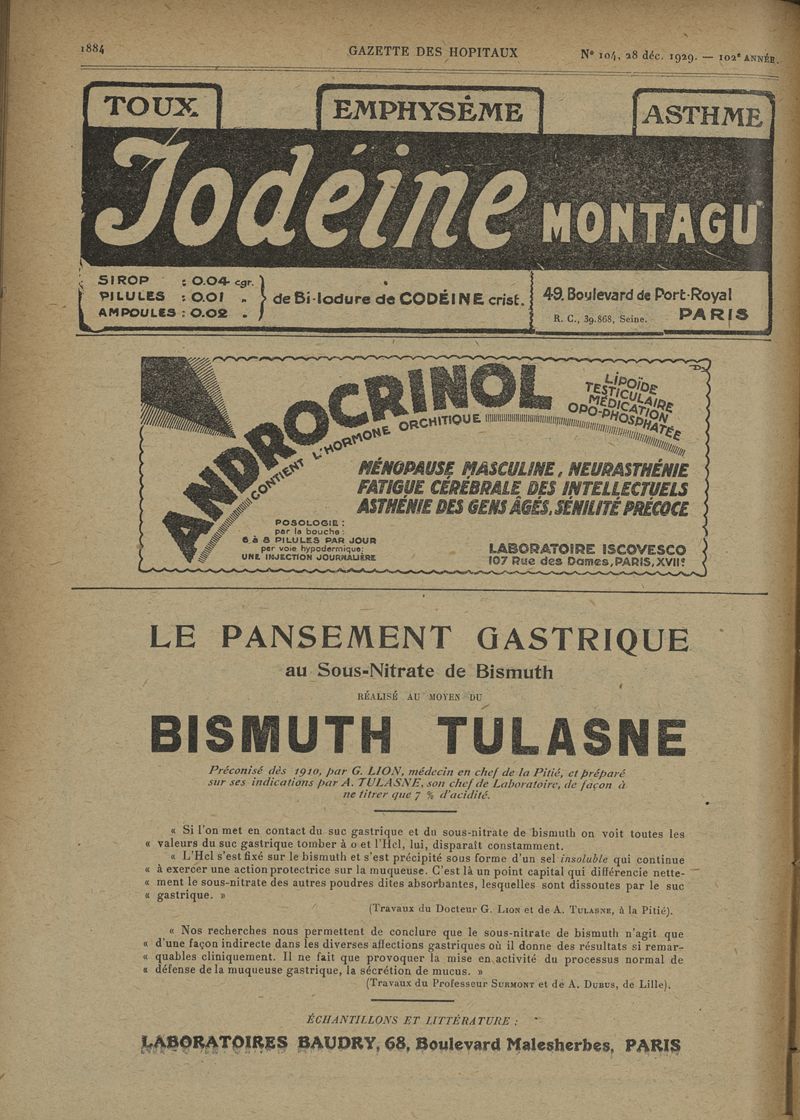 1884
GAZETTE DES HOPITAUX
N° 104, 28 déc. 1929. — 102e ANNÉE.
TOUX
EMPHYSÊME
ASTHME
Iodéine MONTAGU
SIROP : 0.04 cgr.
PILULES : 0.01 „
AMPOULES : 0.02 „
de Bi-Iodure de CODÉINE crist.
49, Boulevard de Port-Royal
R. C., 39.868, Seine. PARIS
ANDROCRINOL
CONTIENT L'HORMONE ORCHITIQUE
LIPOÏDE
TESTICULAIRE
MÉDICATION
OPO-PHOSPHATÉE
MÉNOPAUSE MASCULINE, NEURASTHÉNIE
FATIGUE CÉRÉBRALE DES INTELLECTUELS
ASTHÉNIE DES GENS ÂGÉS, SÉNILITÉ PRÉCOCE
POSOLOGIE :
par la bouche :
6 à 8 PILULES PAR JOUR
par voie hypodermique:
UNE INJECTION JOURNALIÈRE
LABORATOIRE ISCOVESCO
107 Rue des Dames, PARIS, XVIIe
LE PANSEMENT GASTRIQUE
au Sous-Nitrate de Bismuth
RÉALISÉ AU MOYEN DU
BISMUTH TULASNE
Préconisé dès 1910, par G. LION, médecin en chef de la Pitié, et préparé
sur ses indications par A. TULASNE, son chef de Laboratoire, de façon à
ne titrer que 7 % d'acidité.
« Si l'on met en contact du suc gastrique et du sous-nitrate de bismuth on voit toutes les
« valeurs du suc gastrique tomber à 0 et l'Hcl, lui, disparaît constamment.
« L'Hcl s'est fixé sur le bismuth et s'est précipité sous forme d'un sel insoluble qui continue
« à exercer une action protectrice sur la muqueuse. C'est là un point capital qui différencie nette-
« ment le sous-nitrate des autres poudres dites absorbantes, lesquelles sont dissoutes par le suc
« gastrique. »
(Travaux du Docteur G. LION et de A. TULASNE, à la Pitié).
« Nos recherches nous permettent de conclure que le sous-nitrate de bismuth n'agit que
« d'une façon indirecte dans les diverses affections gastriques où il donne des résultats si remar-
« quables cliniquement. Il ne fait que provoquer la mise en activité du processus normal de
« défense de la muqueuse gastrique, la sécrétion de mucus. »
(Travaux du Professeur SURMONT et de A. DUBUS, de Lille).
ÉCHANTILLONS ET LITTÉRATURE :
LABORATOIRES BAUDRY, 68, Boulevard Malesherbes, PARIS